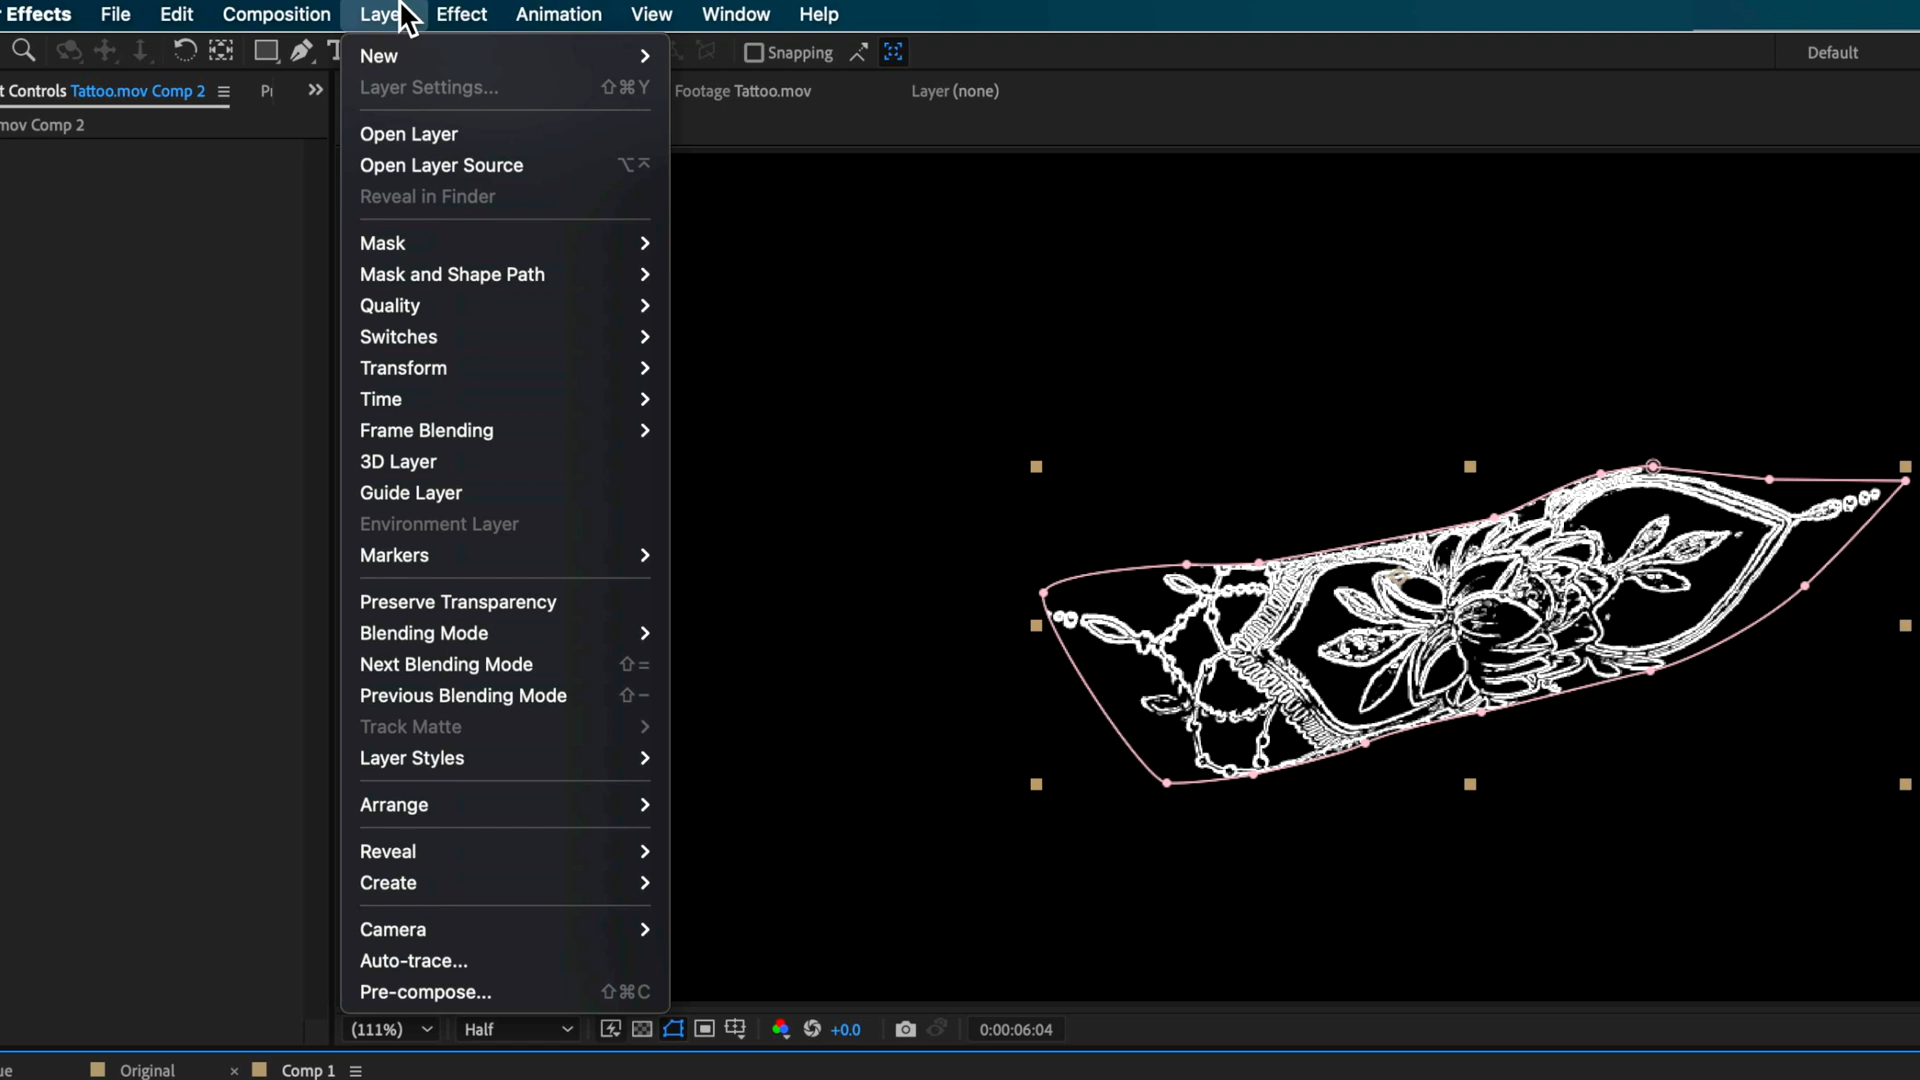 Effects File Edit Composition Layer Effect Animation View Window Help
Snapping Default
t Controls Tattoo.mov Comp 2 Footage Tattoo.mov Layer (none)
mov Comp 2
New
Layer Settings... ⇧⌘Y
Open Layer
Open Layer Source
Reveal in Finder
Mask
Mask and Shape Path
Quality
Switches
Transform
Time
Frame Blending
3D Layer
Guide Layer
Environment Layer
Markers
Preserve Transparency
Blending Mode
Next Blending Mode ⇧=
Previous Blending Mode ⇧-
Track Matte
Layer Styles
Arrange
Reveal
Create
Camera
Auto-trace...
Pre-compose... ⇧⌘C
(111%) Half +0.0 0:00:06:04
ue Original × Comp 1